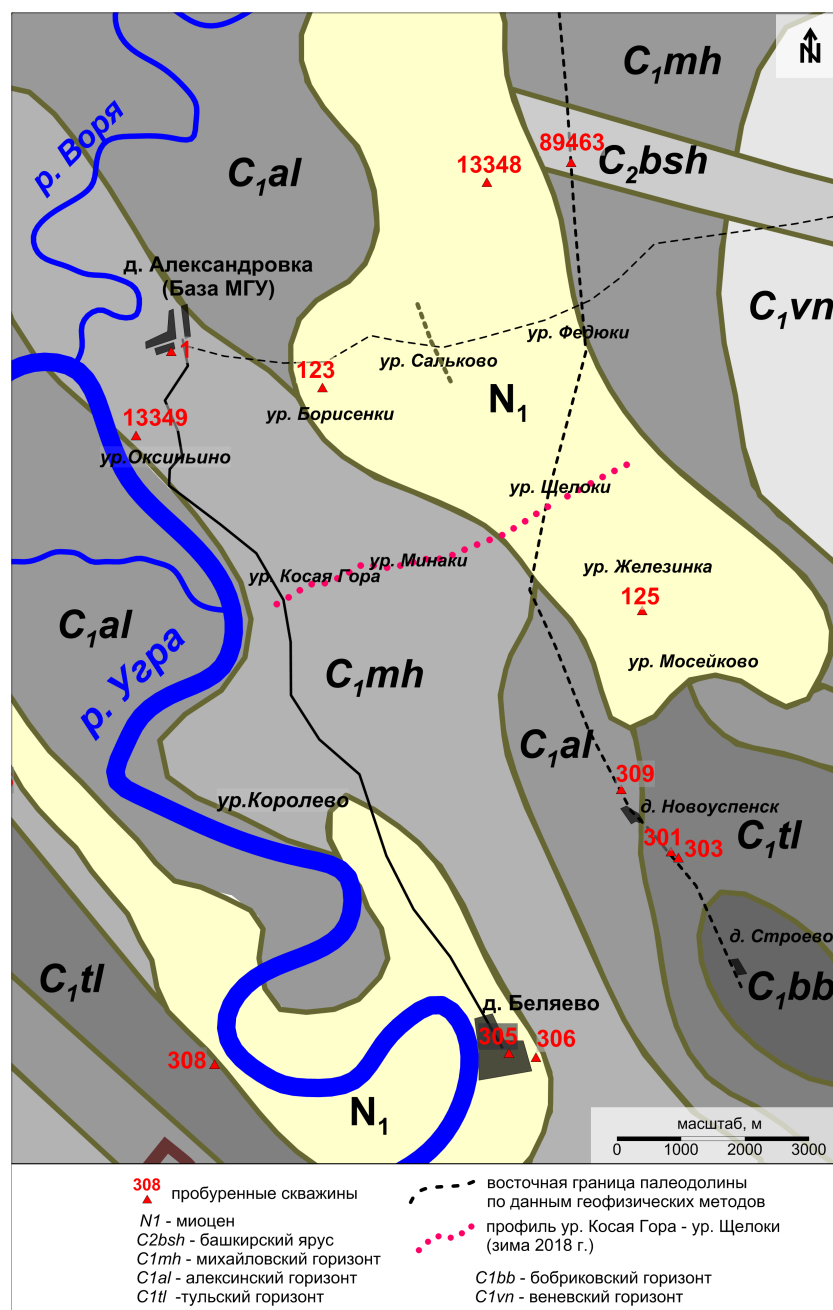 N
C1mh
89463
13348
C2bsh
р. Воря
C1al
д. Александровка
(База МГУ)
C1vn
ур. Федюки
1
ур. Сальково
123
N1
ур. Борисенки
13349
ур.Оксиньино
ур. Щелоки
ур. Минаки
ур. Косая Гора
ур. Железинка
125
C1al
р. Угра
C1mh
ур. Мосейково
C1al
309
ур.Королево
д. Новоуспенск
301
303
C1tl
д. Строево
C1tl
C1bb
д. Беляево
305
306
308
N1
масштаб, м
0 1000 2000 3000
308
пробуренные скважины
N1 - миоцен
C2bsh - башкирский ярус
C1mh - михайловский горизонт
C1al - алексинский горизонт
C1tl -тульский горизонт
восточная граница палеодолины
по данным геофизических методов
профиль ур. Косая Гора - ур. Щелоки
(зима 2018 г.)
C1bb - бобриковский горизонт
C1vn - веневский горизонт